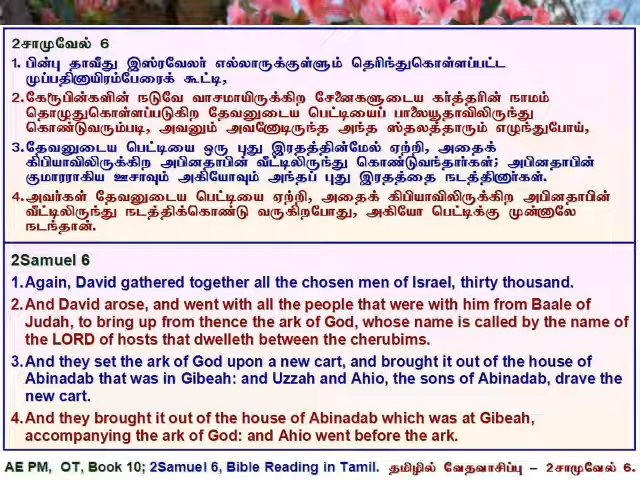 2சாமுவேல் 6
1. பின்பு தாவீது இஸ்ரவேலர் எல்லாருக்குள்ளும் தெரிந்துகொள்ளப்பட்ட
முப்பதினாயிரம்பேரைக் கூட்டி,
2. கேருபின்களின் நடுவே வாசமாயிருக்கிற சேனைகளுடைய கர்த்தரின் நாமம்
தொழுதுகொள்ளப்படுகிற தேவனுடைய பெட்டியைப் பாலையூதாவிலிருந்து
கொண்டுவரும்படி, அவனும் அவனோடிருந்த அந்த ஸ்தலத்தாரும் எழுந்துபோய்,
3. தேவனுடைய பெட்டியை ஒரு புது இரதத்தின்மேல் ஏற்றி, அதைக்
கிபியாவிலிருக்கிற அபினதாபின் வீட்டிலிருந்து கொண்டுவந்தார்கள்; அபினதாபின்
குமாரராகிய ஊசாவும் அகியோவும் அந்தப் புது இரதத்தை நடத்தினார்கள்.
4. அவர்கள் தேவனுடைய பெட்டியை ஏற்றி, அதைக் கிபியாவிலிருக்கிற அபினதாபின்
வீட்டிலிருந்து நடத்திக்கொண்டு வருகிறபோது, அகியோ பெட்டிக்கு முன்னாலே
நடந்தான்.
2Samuel 6
1. Again, David gathered together all the chosen men of Israel, thirty thousand.
2. And David arose, and went with all the people that were with him from Baale of
Judah, to bring up from thence the ark of God, whose name is called by the name of
the LORD of hosts that dwelleth between the cherubims.
3. And they set the ark of God upon a new cart, and brought it out of the house of
Abinadab that was in Gibeah: and Uzzah and Ahio, the sons of Abinadab, drave the
new cart.
4. And they brought it out of the house of Abinadab which was at Gibeah,
accompanying the ark of God: and Ahio went before the ark.
AE PM, OT, Book 10; 2Samuel 6, Bible Reading in Tamil. தமிழில் வேதவாசிப்பு – 2சாமுவேல் 6.